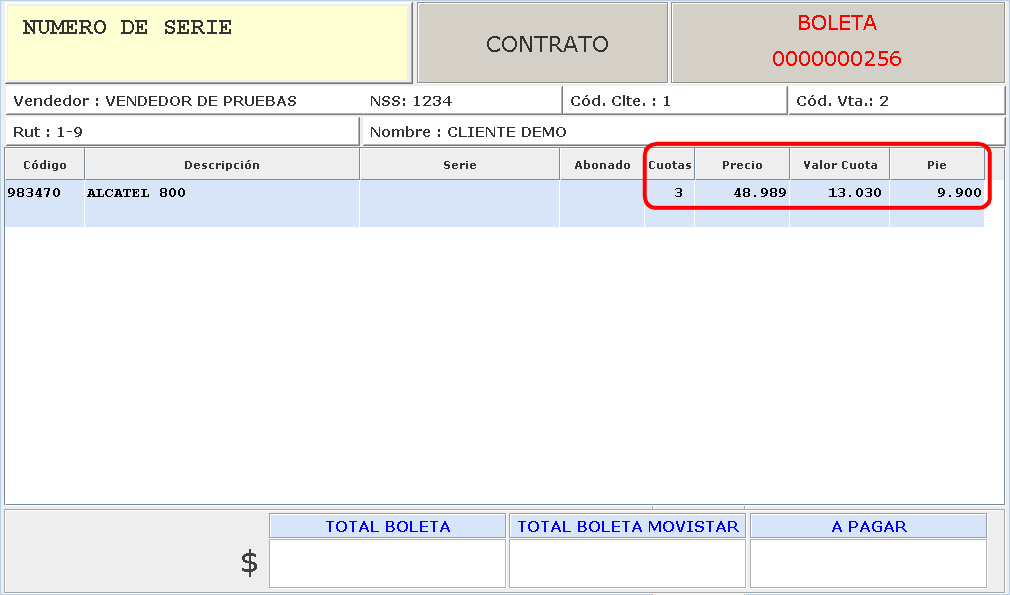 NUMERO DE SERIE
CONTRATO
BOLETA
0000000256
Vendedor : VENDEDOR DE PRUEBAS NSS: 1234 Cód. Clte. : 1 Cód. Vta.: 2
Rut : 1-9 Nombre : CLIENTE DEMO
Código Descripción Serie Abonado Cuotas Precio Valor Cuota Pie
983470 ALCATEL 800 3 48.989 13.030 9.900
TOTAL BOLETA TOTAL BOLETA MOVISTAR A PAGAR
$